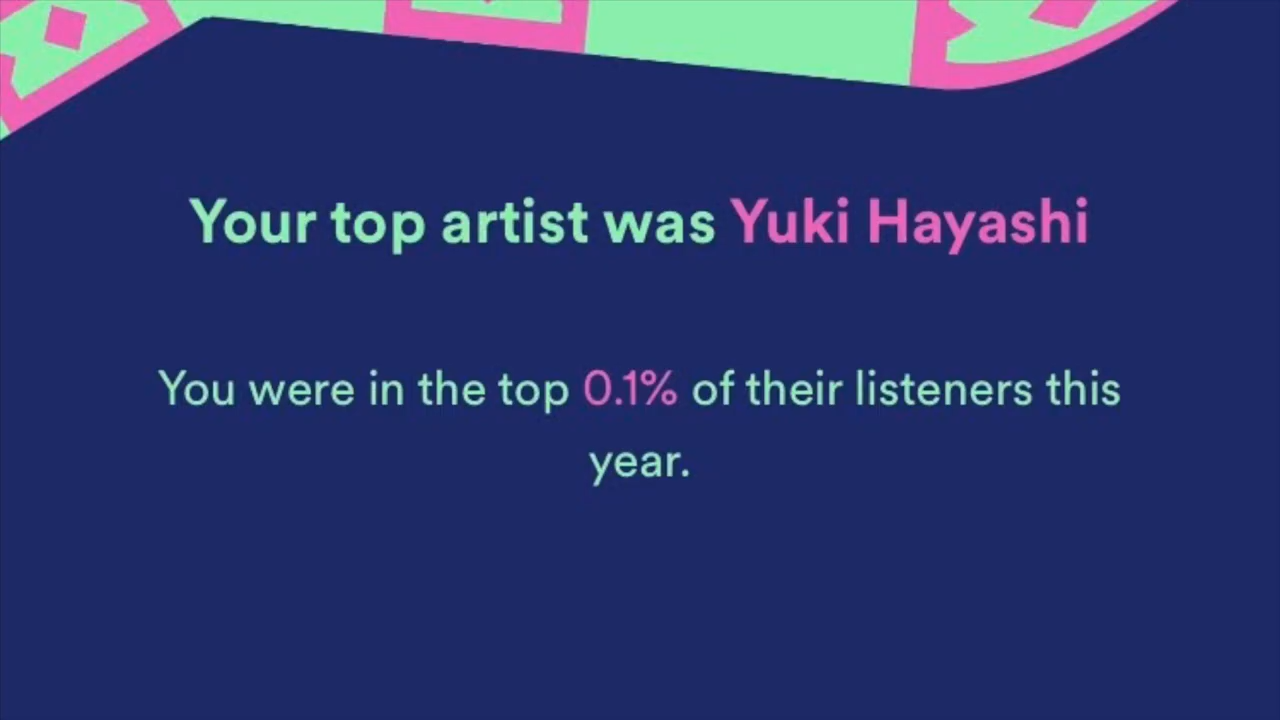 Your top artist was Yuki Hayashi
You were in the top 0.1% of their listeners this
year.